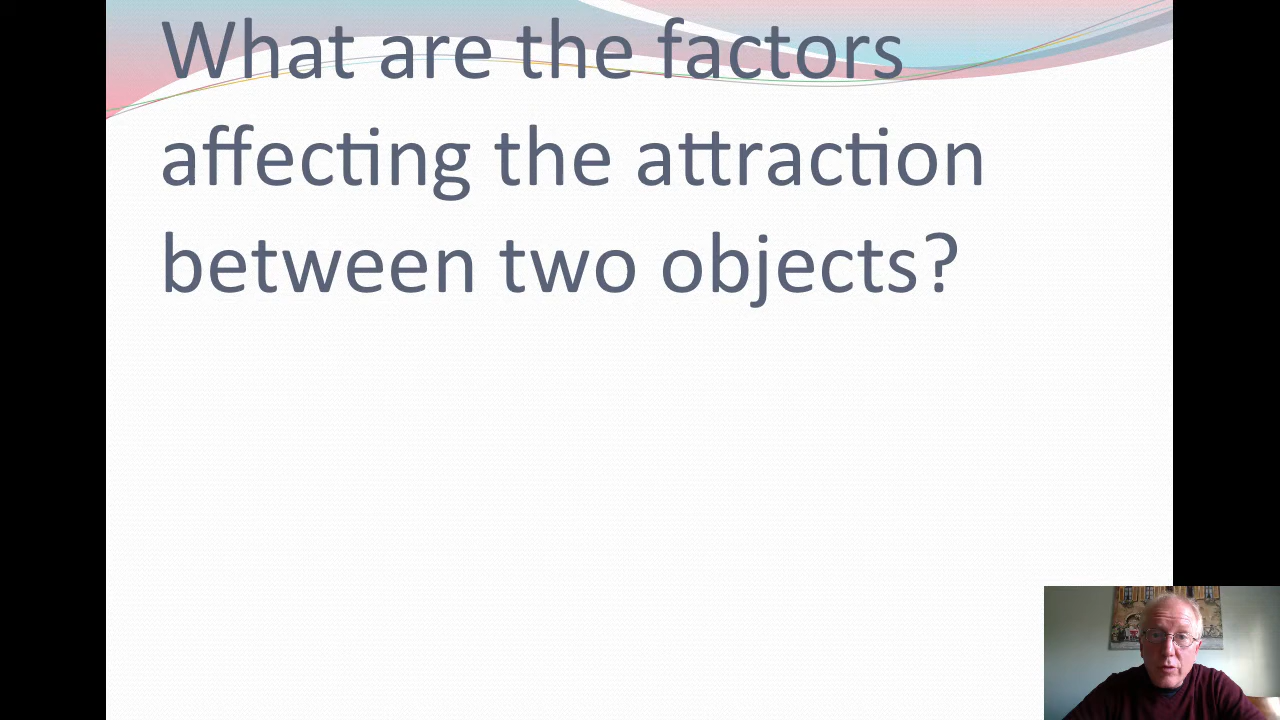 What are the factors
affecting the attraction
between two objects?